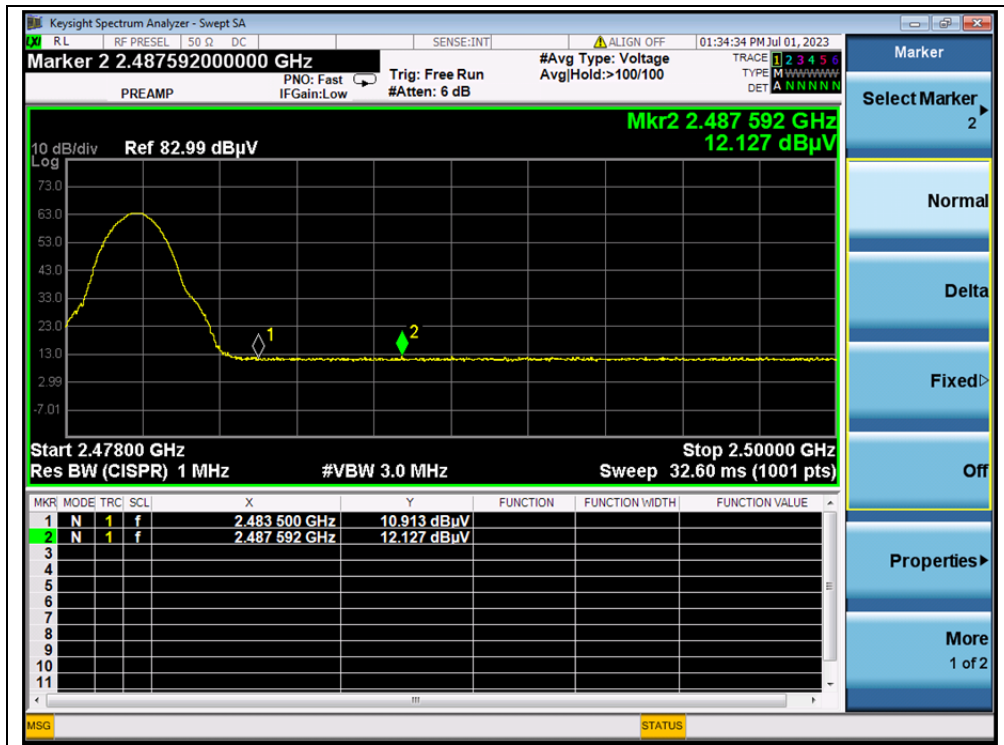 Keysight Spectrum Analyzer - Swept SA
LXI RL RF PRESEL 50 Ω DC SENSE:INT ALIGN OFF 01:34:34 PM Jul 01, 2023
Marker 2 2.487592000000 GHz
PREAMP
PNO: Fast
IFGain:Low
Trig: Free Run
#Atten: 6 dB
#Avg Type: Voltage
Avg|Hold:>100/100
TRACE 1 2 3 4 5 6
TYPE M WWWWW
DET A N N N N N
Mkr2 2.487 592 GHz
12.127 dBµV
10 dB/div Ref 82.99 dBµV
Log
73.0
63.0
53.0
43.0
33.0
23.0
13.0
2.99
-7.01
1
2
Start 2.47800 GHz Stop 2.50000 GHz
Res BW (CISPR) 1 MHz #VBW 3.0 MHz Sweep 32.60 ms (1001 pts)
MKR MODE TRC SCL X Y FUNCTION FUNCTION WIDTH FUNCTION VALUE
1 N 1 f 2.483 500 GHz 10.913 dBµV
2 N 1 f 2.487 592 GHz 12.127 dBµV
3
4
5
6
7
8
9
10
11
MSG STATUS
Marker
Select Marker
2
Normal
Delta
Fixed
Off
Properties
More
1 of 2